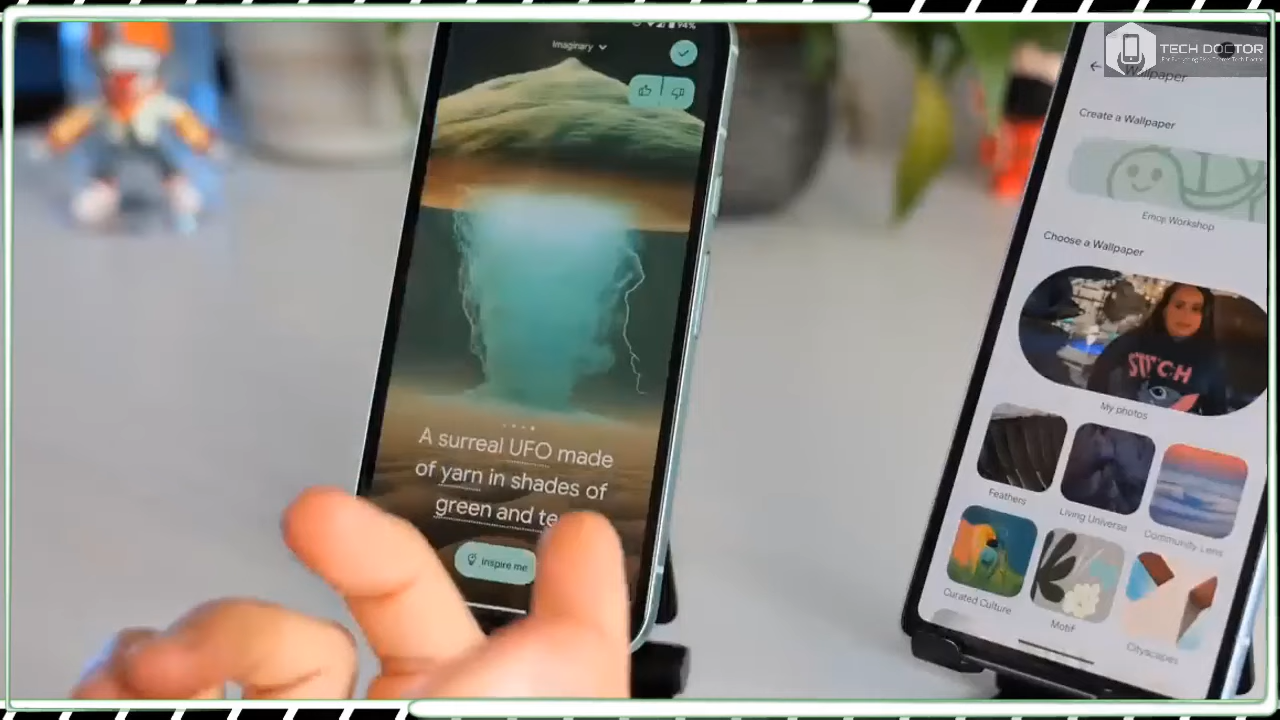 94%
Imaginary
A surreal UFO made
of yarn in shades of
green and te
Inspire me
TECH DOCTOR
Wallpaper
Create a Wallpaper
Emoji Workshop
Choose a Wallpaper
STITCH
My photos
Feathers
Living Universe
Community Lens
Curated Culture
Motif
Cityscapes